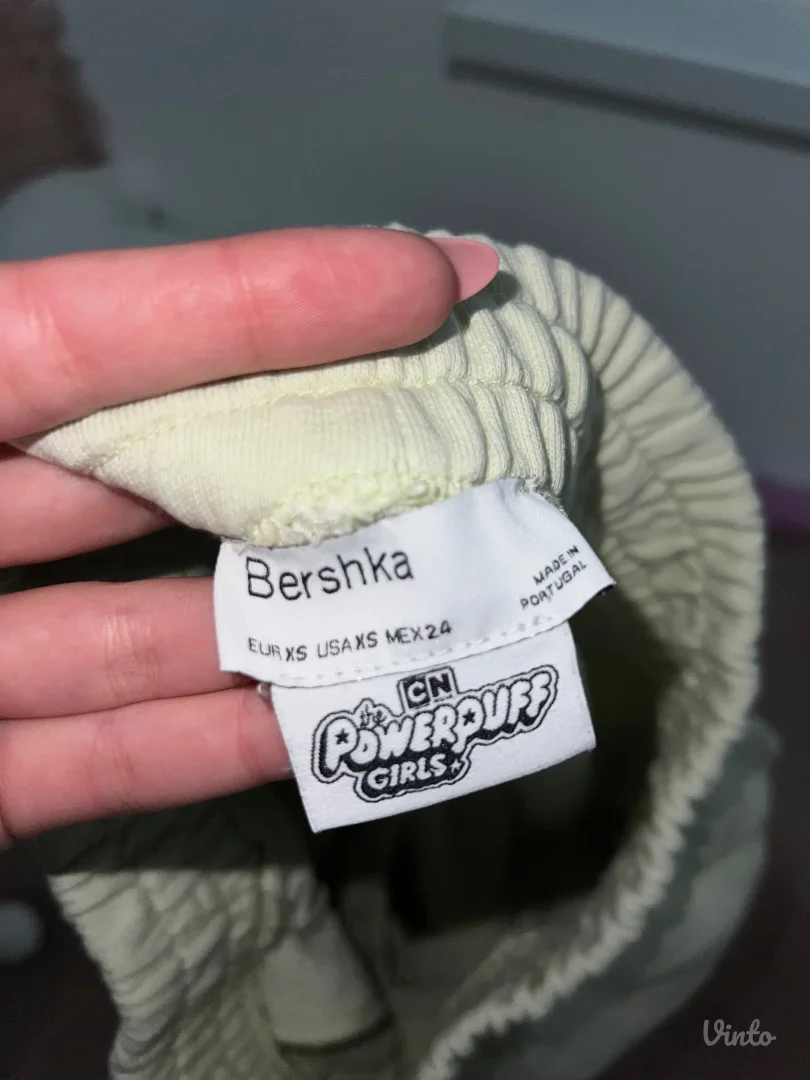 Bershka
MADE IN
PORTUGAL
EUR XS USA XS MEX 24
CN
the
POWERPUFF
GIRLS
Vinto